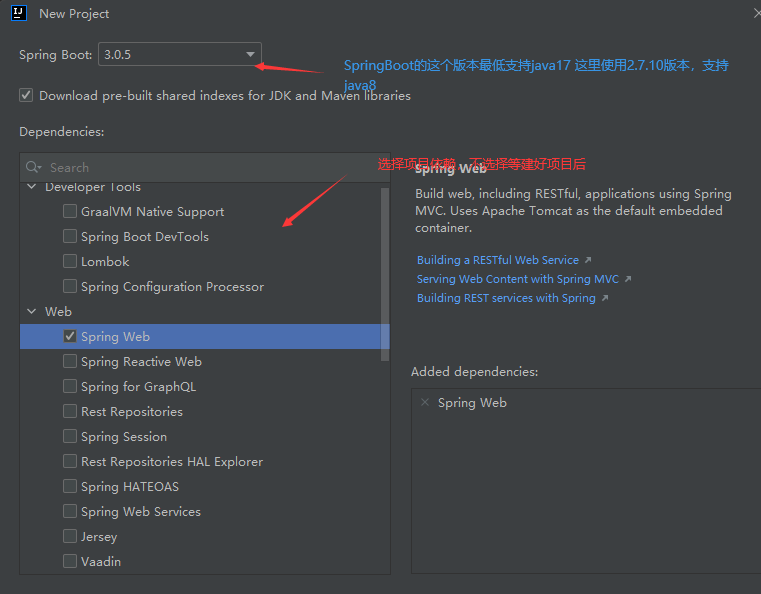 IJ
New Project
Spring Boot:
3.0.5
SpringBoot的这个版本最低支持java17 这里使用2.7.10版本，支持
java8
Download pre-built shared indexes for JDK and Maven libraries
Dependencies:
Search
选择项目依赖，不选择等建好项目后
Developer Tools
GraalVM Native Support
Spring Boot DevTools
Lombok
Spring Configuration Processor
Web
Spring Web
Spring Reactive Web
Spring for GraphQL
Rest Repositories
Spring Session
Rest Repositories HAL Explorer
Spring HATEOAS
Spring Web Services
Jersey
Vaadin
Spring Web
Build web, including RESTful, applications using Spring
MVC. Uses Apache Tomcat as the default embedded
container.
Building a RESTful Web Service
Serving Web Content with Spring MVC
Building REST services with Spring
Added dependencies:
Spring Web